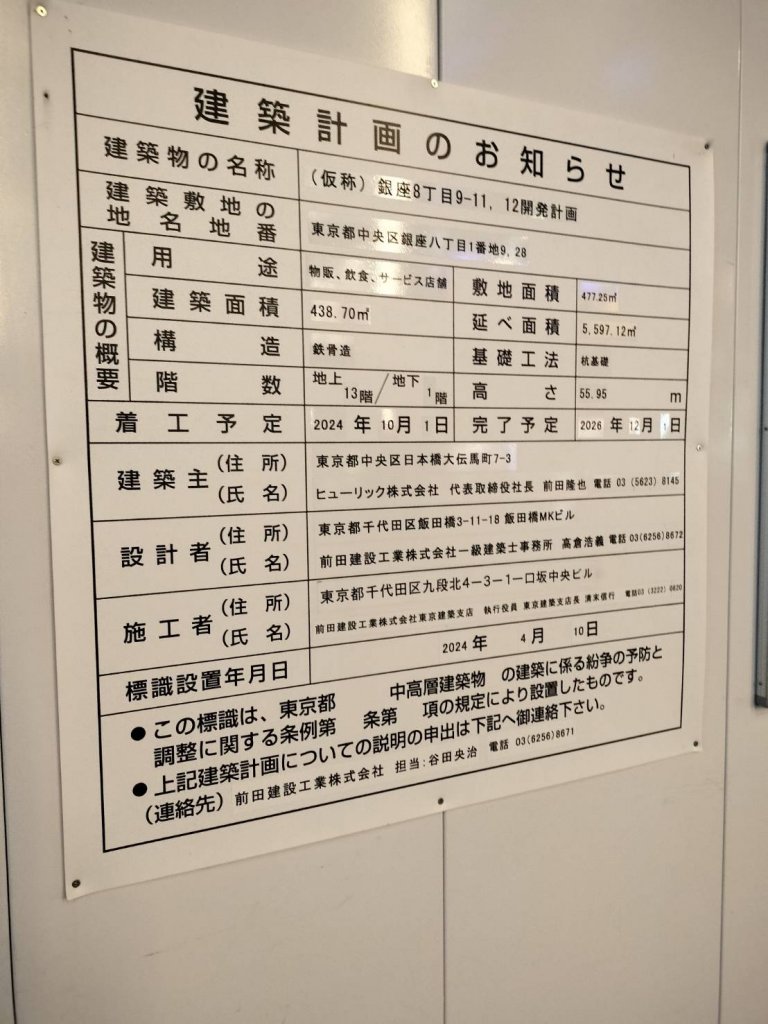 建築計画のお知らせ
建築物の名称 (仮称) 銀座8丁目9-11, 12開発計画
建築敷地の地名地番 東京都中央区銀座八丁目1番地9, 28
建築物の概要
用途 物販、飲食、サービス店舗 敷地面積 477.25㎡
建築面積 438.70㎡ 延べ面積 5,597.12㎡
構造 鉄骨造 基礎工法 杭基礎
階数 地上13階/地下1階 高さ 55.95 m
着工予定 2024年10月1日 完了予定 2026年12月1日
建築主 (住所) 東京都中央区日本橋大伝馬町7-3
(氏名) ヒューリック株式会社 代表取締役社長 前田隆也 電話 03 (5623) 8145
設計者 (住所) 東京都千代田区飯田橋3-11-18 飯田橋MKビル
(氏名) 前田建設工業株式会社一級建築士事務所 高倉浩義 電話 03(6256)8672
施工者 (住所) 東京都千代田区九段北4-3-1一口坂中央ビル
(氏名) 前田建設工業株式会社東京建築支店 執行役員 東京建築支店長 清末信行 電話03 (3222) 0820
標識設置年月日 2024年 4月 10日
●この標識は、東京都 中高層建築物 の建築に係る紛争の予防と
調整に関する条例第 条第 項の規定により設置したものです。
●上記建築計画についての説明の申出は下記へ御連絡下さい。
(連絡先) 前田建設工業株式会社 担当:谷田央治 電話 03(6256)8671